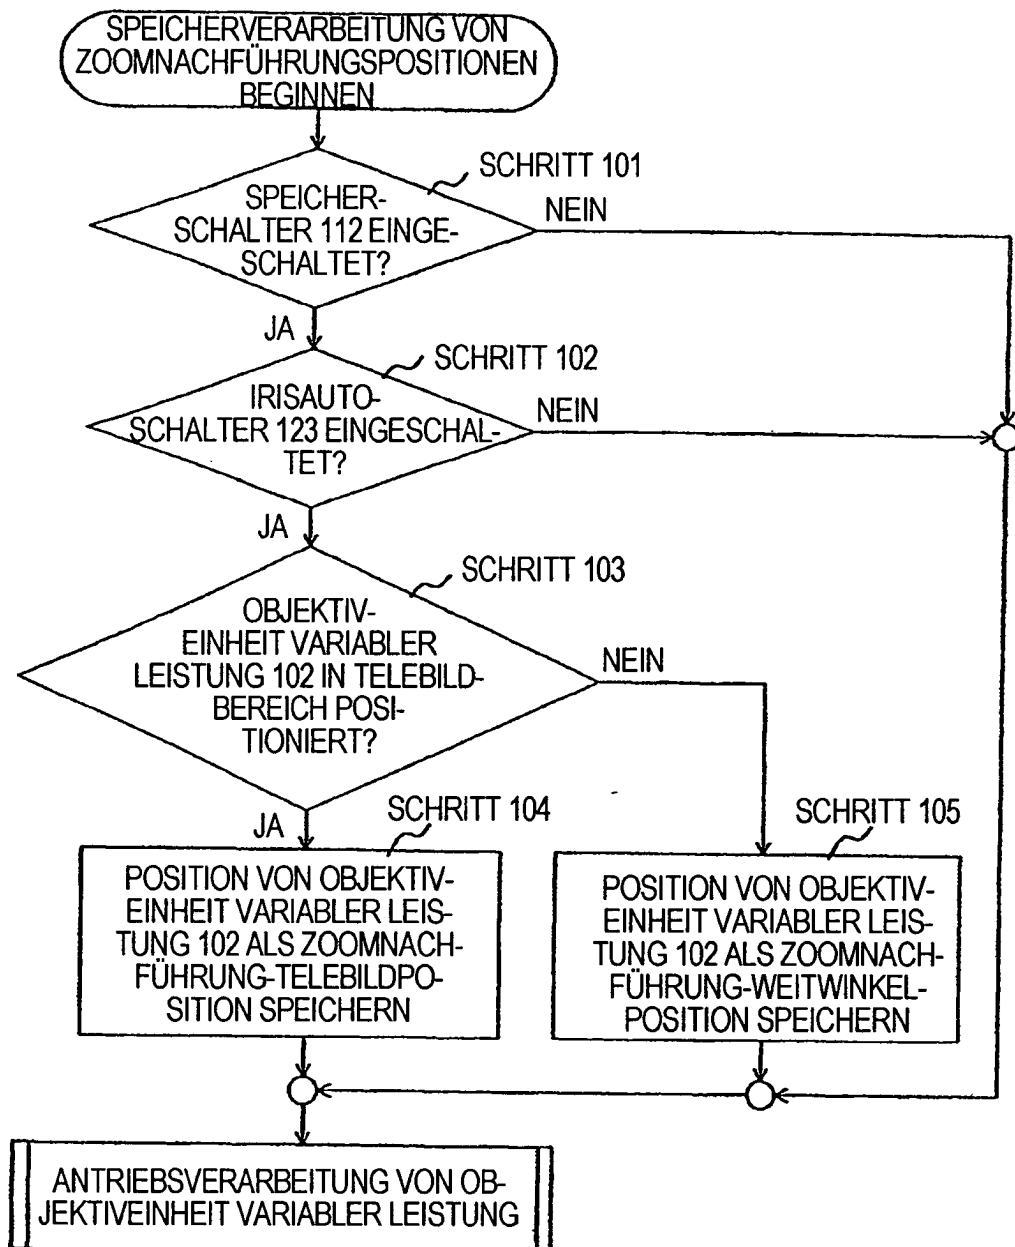 SPEICHERVERARBEITUNG VON
ZOOMNACHFÜHRUNGSPOSITIONEN
BEGINNEN
SCHRITT 101
SPEICHER-
SCHALTER 112 EINGE-
SCHALTET?
NEIN
JA
SCHRITT 102
IRISAUTO-
SCHALTER 123 EINGESCHAL-
TET?
NEIN
JA
SCHRITT 103
OBJEKTIV-
EINHEIT VARIABLER
LEISTUNG 102 IN TELEBILD-
BEREICH POSI-
TIONIERT?
NEIN
JA
SCHRITT 104
POSITION VON OBJEKTIV-
EINHEIT VARIABLER LEIS-
TUNG 102 ALS ZOOMNACH-
FÜHRUNG-TELEBILDPO-
SITION SPEICHERN
SCHRITT 105
POSITION VON OBJEKTIV-
EINHEIT VARIABLER LEIS-
TUNG 102 ALS ZOOMNACH-
FÜHRUNG-WEITWINKEL-
POSITION SPEICHERN
ANTRIEBSVERARBEITUNG VON OB-
JEKTIVEINHEIT VARIABLER LEISTUNG